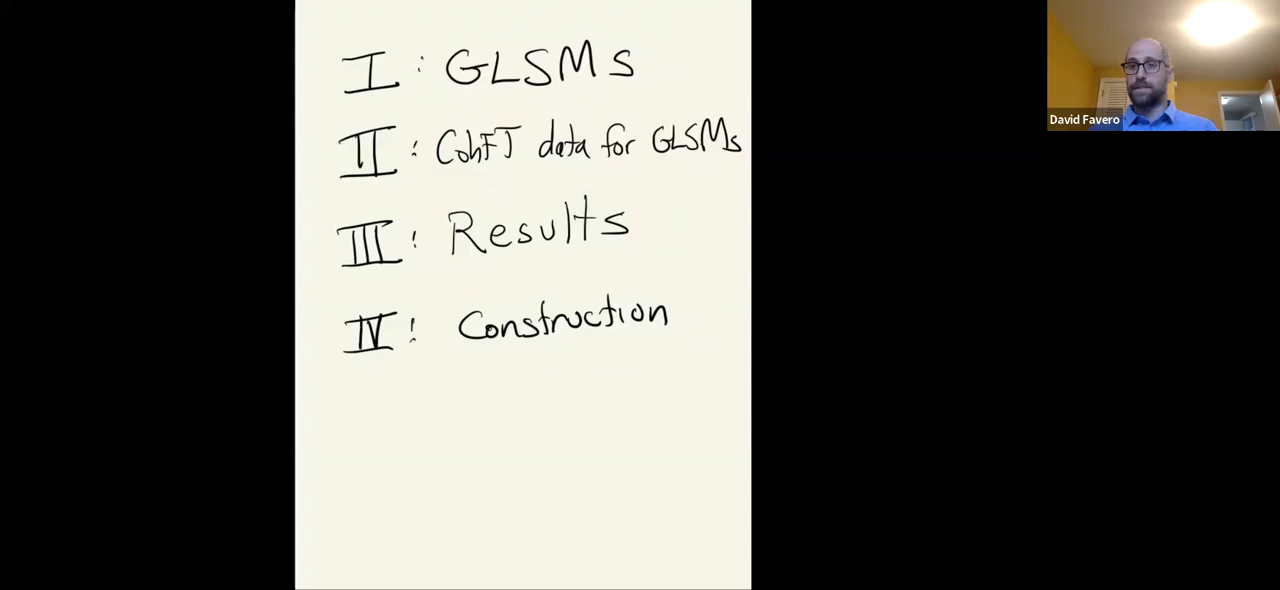 I : GLSMs
II : CohFT data for GLSMs
III : Results
IV : Construction
David Favero